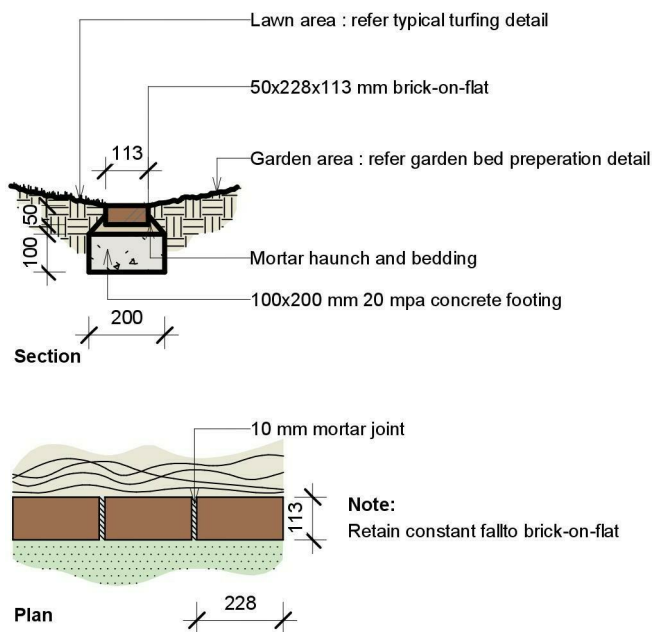 Lawn area : refer typical turfing detail
50x228x113 mm brick-on-flat
113
Garden area : refer garden bed preperation detail
50
100
Mortar haunch and bedding
100x200 mm 20 mpa concrete footing
200
Section
10 mm mortar joint
113
Note:
Retain constant fallto brick-on-flat
Plan
228